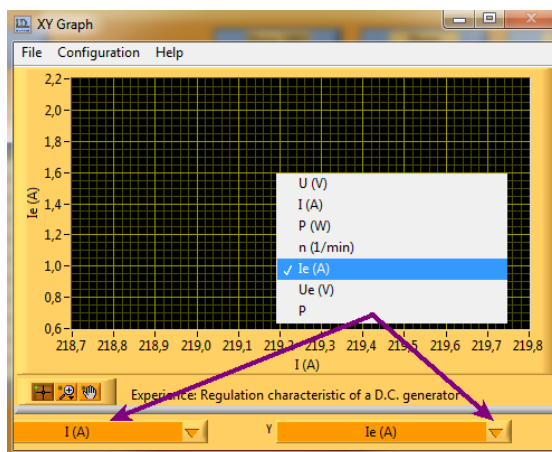 XY Graph
File Configuration Help
2,2
2,0
1,8
1,6
1,4
1,2
1,0
0,8
0,6
Ie (A)
U (V)
I (A)
P (W)
n (1/min)
✓ Ie (A)
Ue (V)
P
218,7 218,8 218,9 219,0 219,1 219,2 219,3 219,4 219,5 219,6 219,7 219,8
I (A)
Experience: Regulation characteristic of a D.C. generator
I (A) Y Ie (A)